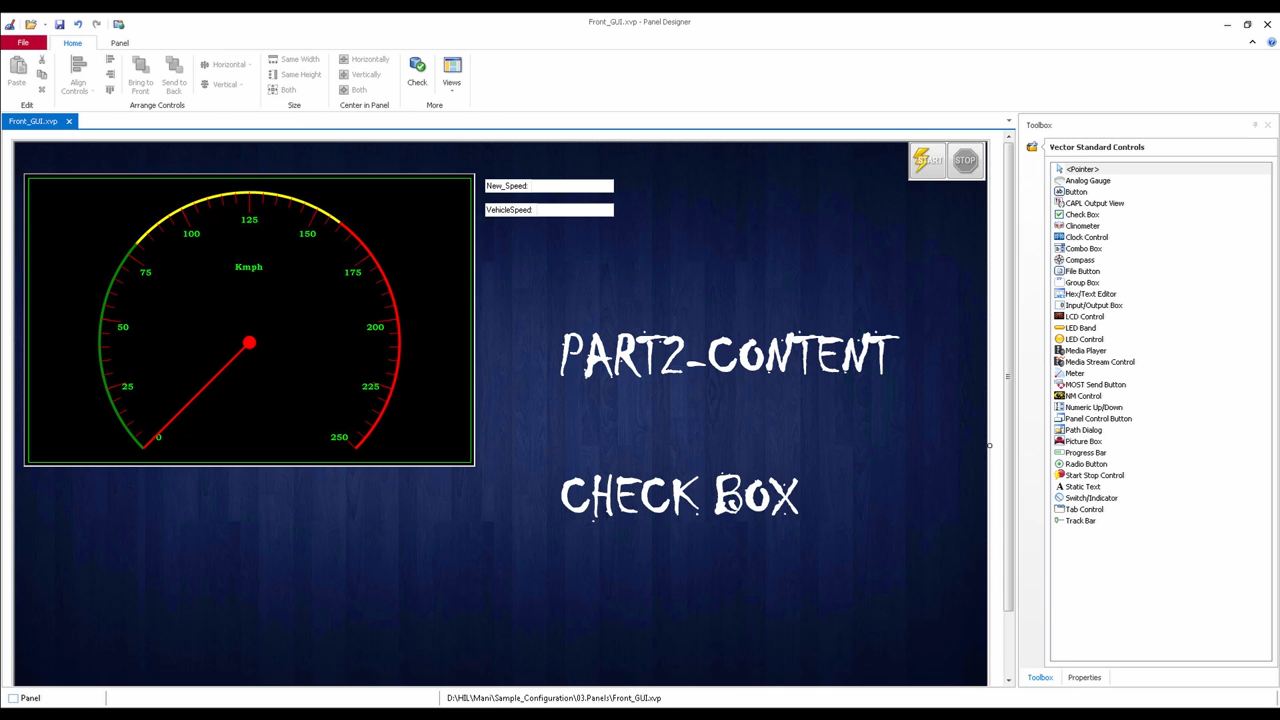 Front_GUI.xvp - Panel Designer
File Home Panel
Paste
Align Controls
Bring to Front
Send to Back
Horizontal
Vertical
Same Width
Same Height
Both
Horizontally
Vertically
Both
Check
Views
Edit
Arrange Controls
Size
Center in Panel
More
Front_GUI.xvp
Toolbox
Vector Standard Controls
START STOP
New_Speed:
VehicleSpeed:
125
100 150
Kmph
75 175
50 200
25 225
0 250
PART2-CONTENT
CHECK BOX
<Pointer>
Analog Gauge
Button
CAPL Output View
Check Box
Clinometer
Clock Control
Combo Box
Compass
File Button
Group Box
Hex/Text Editor
Input/Output Box
LCD Control
LED Band
LED Control
Media Player
Media Stream Control
Meter
MOST Send Button
NM Control
Numeric Up/Down
Panel Control Button
Path Dialog
Picture Box
Progress Bar
Radio Button
Start Stop Control
Static Text
Switch/Indicator
Tab Control
Track Bar
Toolbox Properties
Panel
D:\HIL\Mani\Sample_Configuration\03.Panels\Front_GUI.xvp